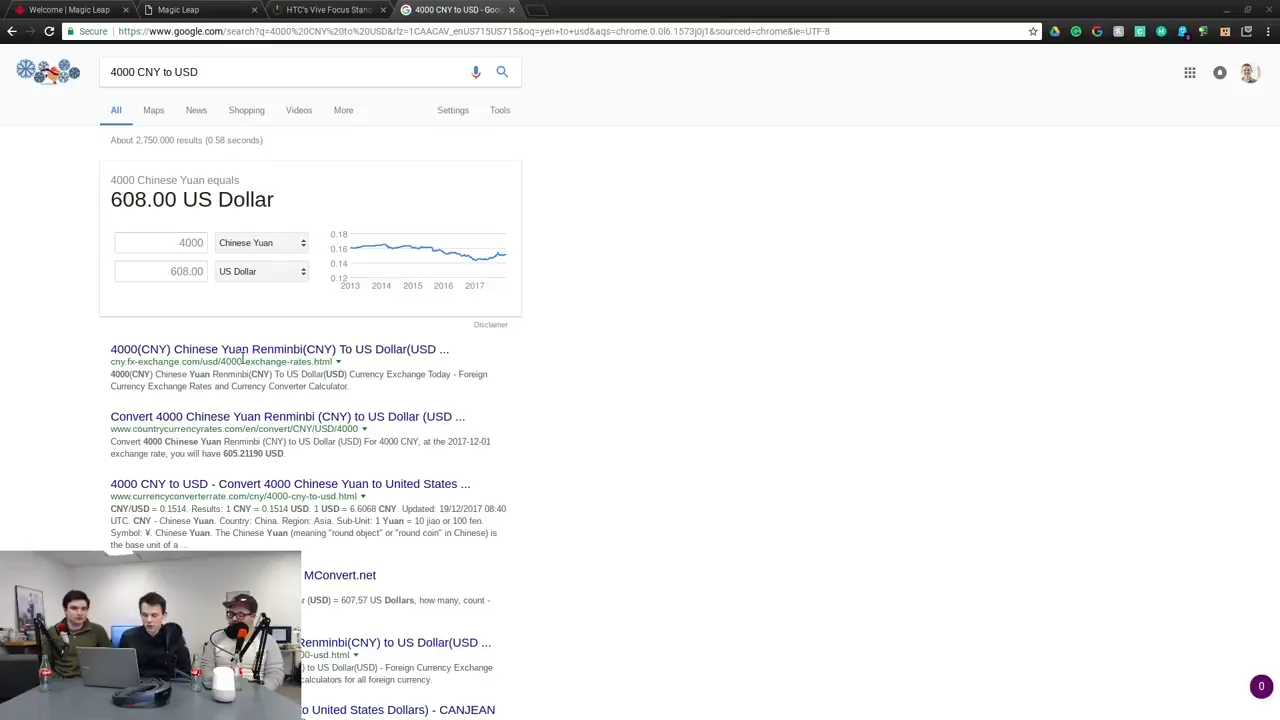 Welcome | Magic Leap
Magic Leap
HTC's Vive Focus Stand
4000 CNY to USD - Goo
Secure
https://www.google.com/search?q=4000%20CNY%20to%20USD&rlz=1CAACAV_enUS715US715&oq=yen+to+usd&aqs=chrome.0.0l6.1573j0j1&sourceid=chrome&ie=UTF-8
4000 CNY to USD
All Maps News Shopping Videos More Settings Tools
About 2,750,000 results (0.58 seconds)
4000 Chinese Yuan equals
608.00 US Dollar
4000 Chinese Yuan
608.00 US Dollar
0.18
0.16
0.14
0.12
2013 2014 2015 2016 2017
Disclaimer
4000(CNY) Chinese Yuan Renminbi(CNY) To US Dollar(USD ...
cny.fx-exchange.com/usd/4000-exchange-rates.html
4000(CNY) Chinese Yuan Renminbi(CNY) To US Dollar(USD) Currency Exchange Today - Foreign
Currency Exchange Rates and Currency Converter Calculator.
Convert 4000 Chinese Yuan Renminbi (CNY) to US Dollar (USD ...
www.countrycurrencyrates.com/en/convert/CNY/USD/4000
Convert 4000 Chinese Yuan Renminbi (CNY) to US Dollar (USD) For 4000 CNY, at the 2017-12-01
exchange rate, you will have 605.21190 USD.
4000 CNY to USD - Convert 4000 Chinese Yuan to United States ...
www.currencyconverterrate.com/cny/4000-cny-to-usd.html
CNY/USD = 0.1514. Results: 1 CNY = 0.1514 USD. 1 USD = 6.6068 CNY. Updated: 19/12/2017 08:40
UTC. CNY - Chinese Yuan. Country: China. Region: Asia. Sub-Unit: 1 Yuan = 10 jiao or 100 fen.
Symbol: ¥. Chinese Yuan. The Chinese Yuan (meaning "round object" or "round coin" in Chinese) is
the base unit of a ...
MConvert.net
r (USD) = 607,57 US Dollars, how many, count -
Renminbi(CNY) to US Dollar(USD ...
00-usd.html
) to US Dollar(USD) - Foreign Currency Exchange
calculators for all foreign currency.
o United States Dollars) - CANJEAN
0